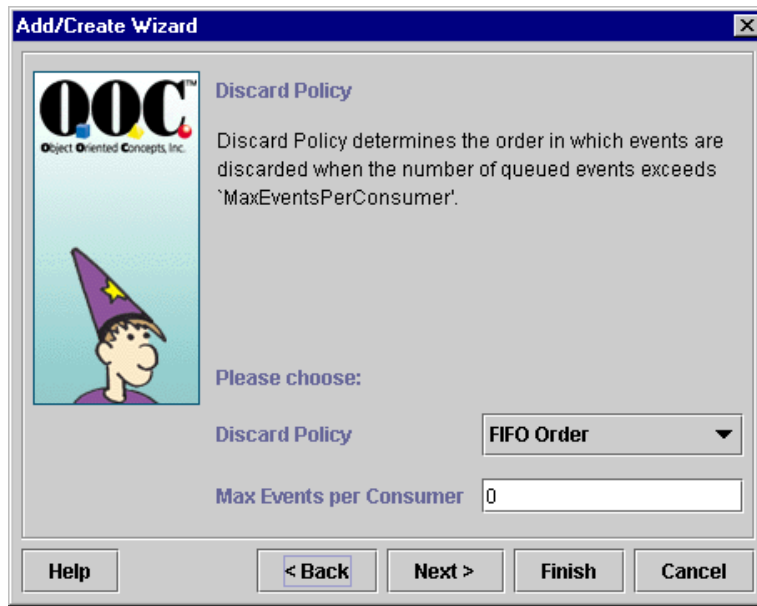 Add/Create Wizard
OOC™
Object Oriented Concepts, Inc.
Discard Policy
Discard Policy determines the order in which events are
discarded when the number of queued events exceeds
`MaxEventsPerConsumer'.
Please choose:
Discard Policy FIFO Order
Max Events per Consumer 0
Help < Back Next > Finish Cancel